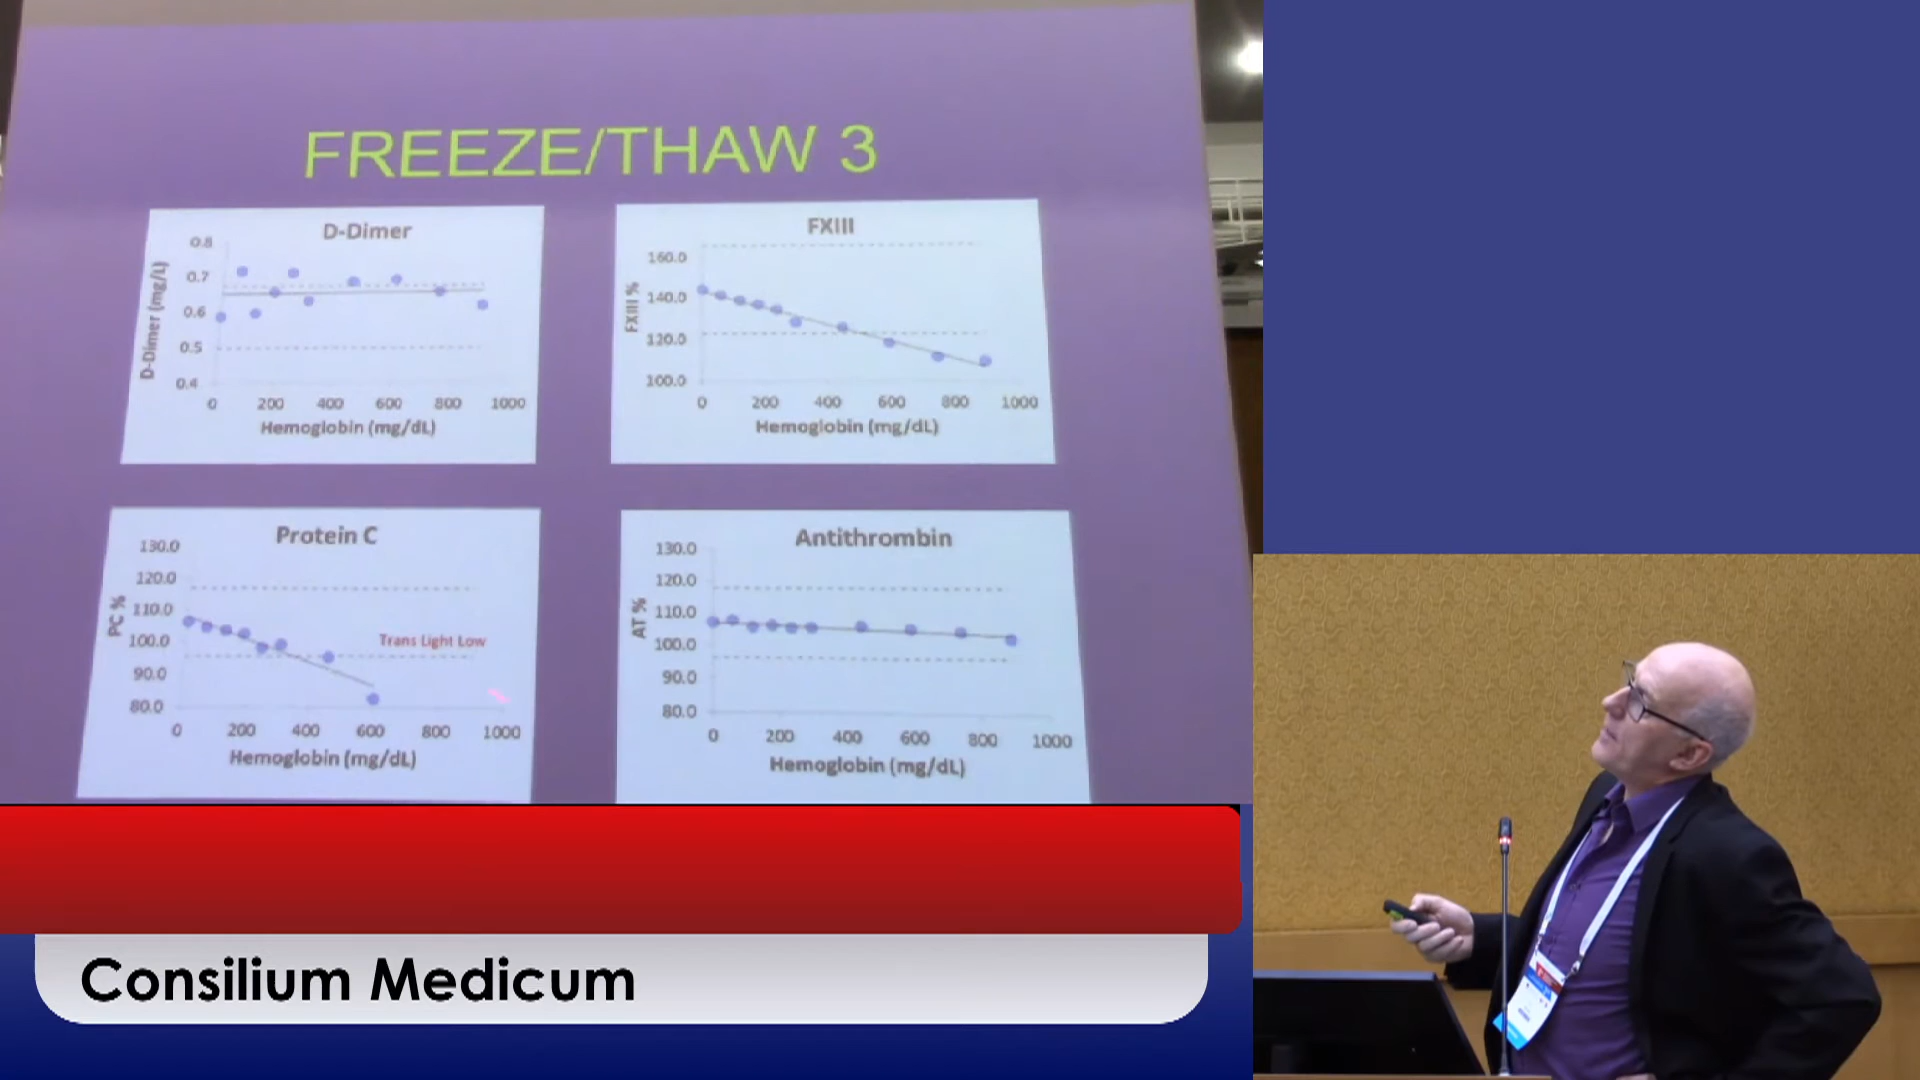 FREEZE/THAW 3
D-Dimer
D-Dimer (mg/L)
0.8
0.7
0.6
0.5
0.4
0 200 400 600 800 1000
Hemoglobin (mg/dL)
FXIII
FXIII %
160.0
140.0
120.0
100.0
0 200 400 600 800 1000
Hemoglobin (mg/dL)
Protein C
PC %
130.0
120.0
110.0
100.0
90.0
80.0
Trans Light Low
0 200 400 600 800 1000
Hemoglobin (mg/dL)
Antithrombin
AT %
130.0
120.0
110.0
100.0
90.0
80.0
0 200 400 600 800 1000
Hemoglobin (mg/dL)
Consilium Medicum